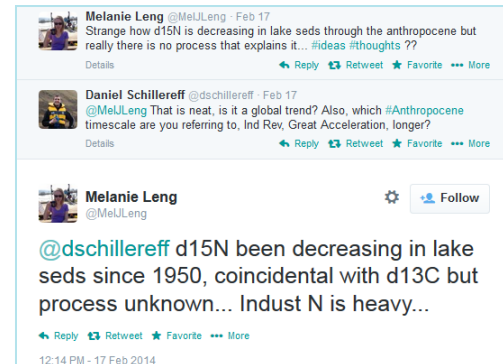 Melanie Leng @MelJLeng · Feb 17
Strange how d15N is decreasing in lake seds through the anthropocene but
really there is no process that explains it... #ideas #thoughts ??
Details Reply Retweet Favorite More
Daniel Schillereff @dschillereff · Feb 17
@MelJLeng That is neat, is it a global trend? Also, which #Anthropocene
timescale are you referring to, Ind Rev, Great Acceleration, longer?
Details Reply Retweet Favorite More
Melanie Leng
@MelJLeng
Follow
@dschillereff d15N been decreasing in lake
seds since 1950, coincidental with d13C but
process unknown... Indust N is heavy...
Reply Retweet Favorite More
12:14 PM - 17 Feb 2014